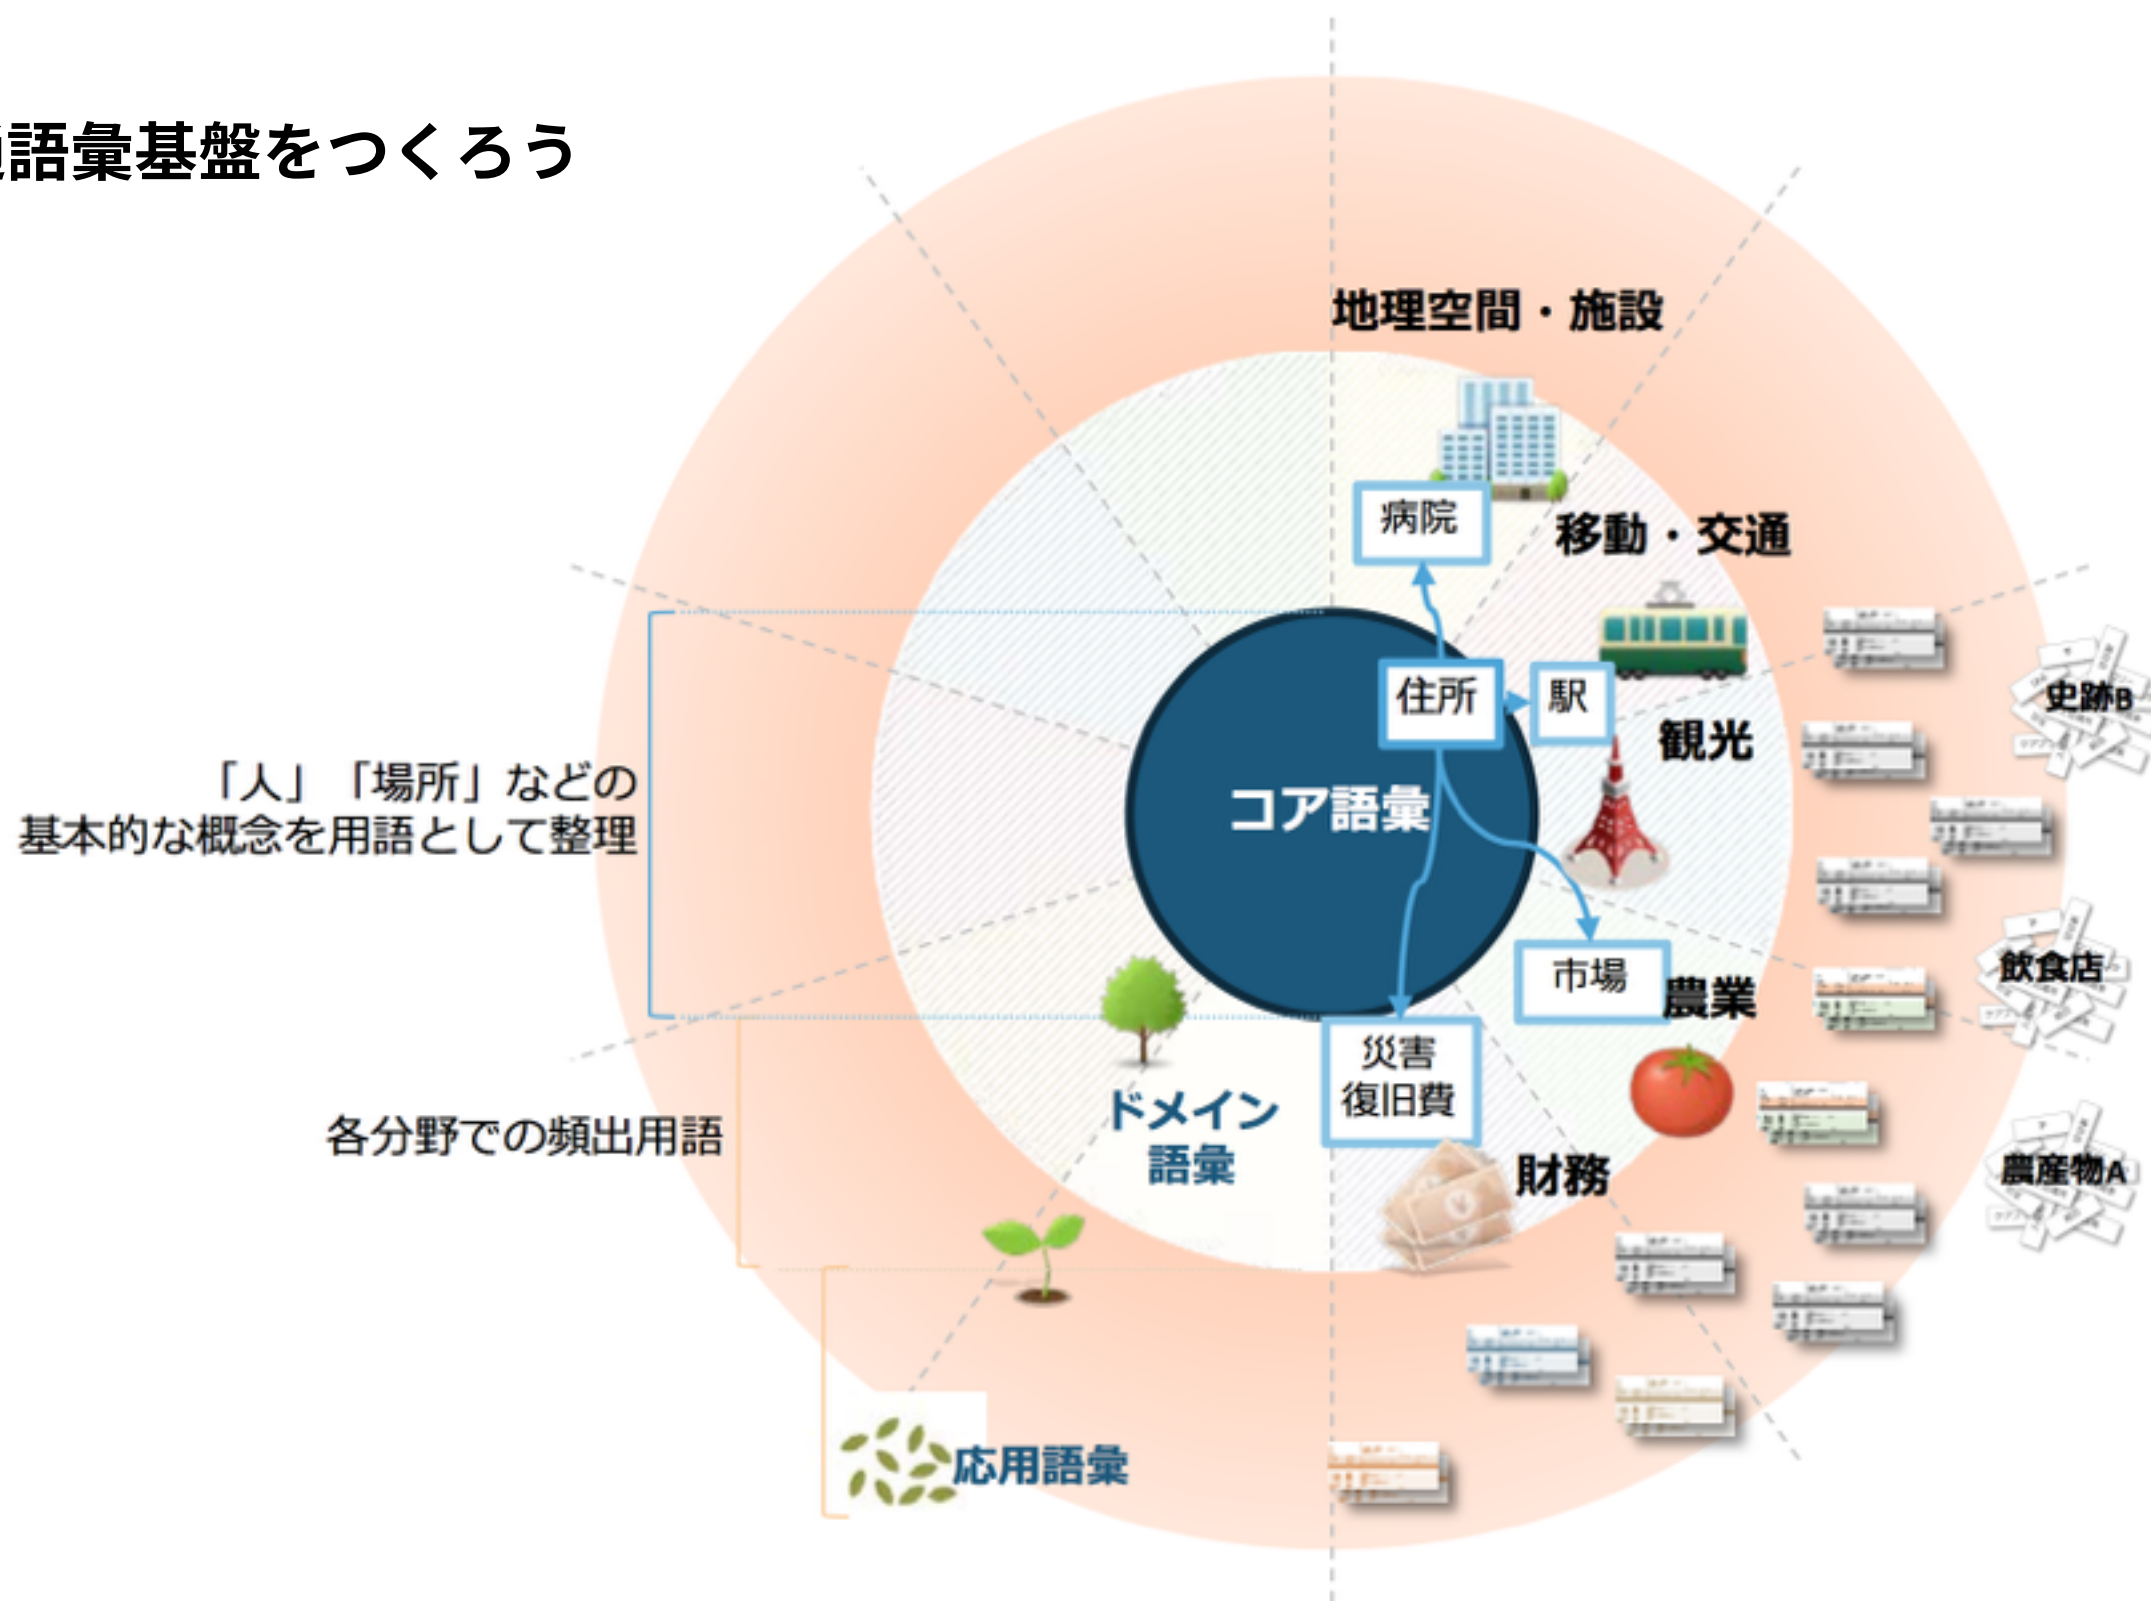 語彙基盤をつくろう
地理空間・施設
病院
移動・交通
住所
駅
観光
史跡B
コア語彙
「人」「場所」などの
基本的な概念を用語として整理
市場
農業
飲食店
災害
復旧費
ドメイン
語彙
各分野での頻出用語
財務
農産物A
応用語彙